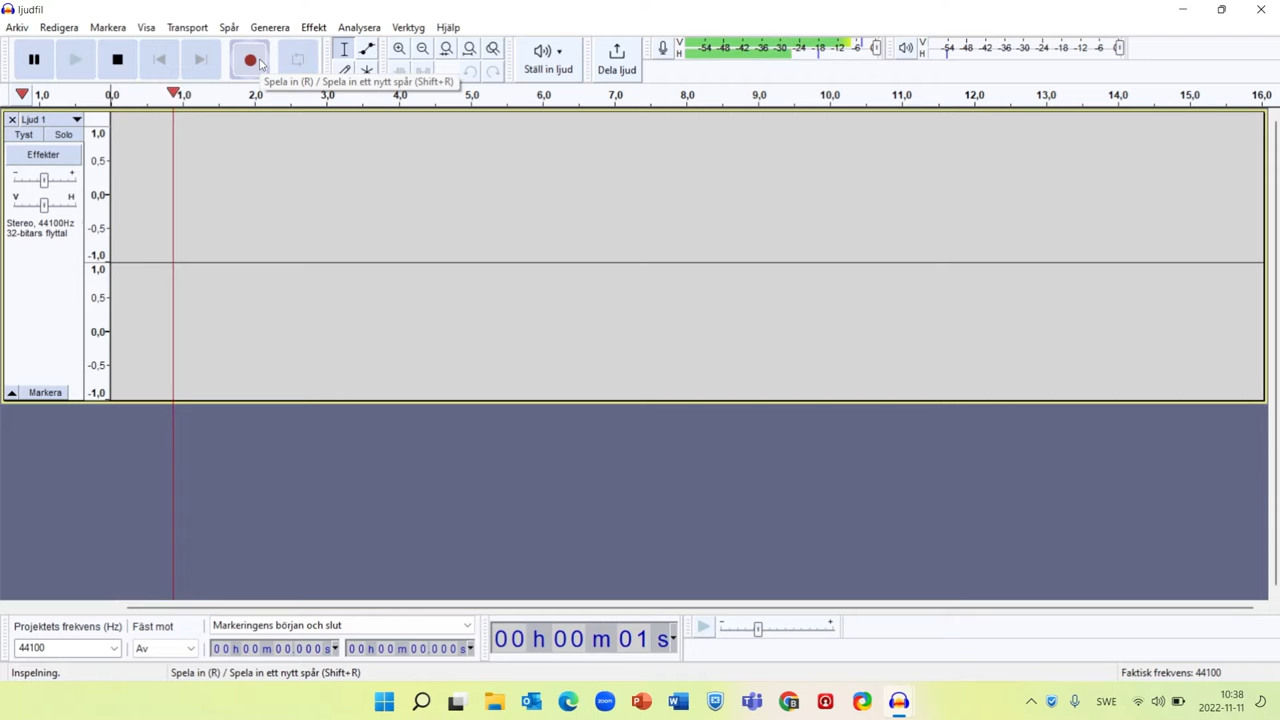 ljudfil
Arkiv Redigera Markera Visa Transport Spår Generera Effekt Analysera Verktyg Hjälp
Ställ in ljud
Dela ljud
V
H
-54 -48 -42 -36 -30 -24 -18 -12 -6
V
H
-54 -48 -42 -36 -30 -24 -18 -12 -6
Spela in (R) / Spela in ett nytt spår (Shift+R)
1,0 0,0 1,0 2,0 3,0 4,0 5,0 6,0 7,0 8,0 9,0 10,0 11,0 12,0 13,0 14,0 15,0 16,0
Ljud 1
Tyst Solo
Effekter
- +
V H
Stereo, 44100Hz
32-bitars flyttal
Markera
1,0
0,5
0,0
-0,5
-1,0
1,0
0,5
0,0
-0,5
-1,0
Projektets frekvens (Hz) Fäst mot Markeringens början och slut
44100 Av 00 h 00 m 00,000 s 00 h 00 m 00,000 s
00 h 00 m 01 s
- +
Inspelning. Spela in (R) / Spela in ett nytt spår (Shift+R) Faktisk frekvens: 44100
zoom
SWE
10:38
2022-11-11